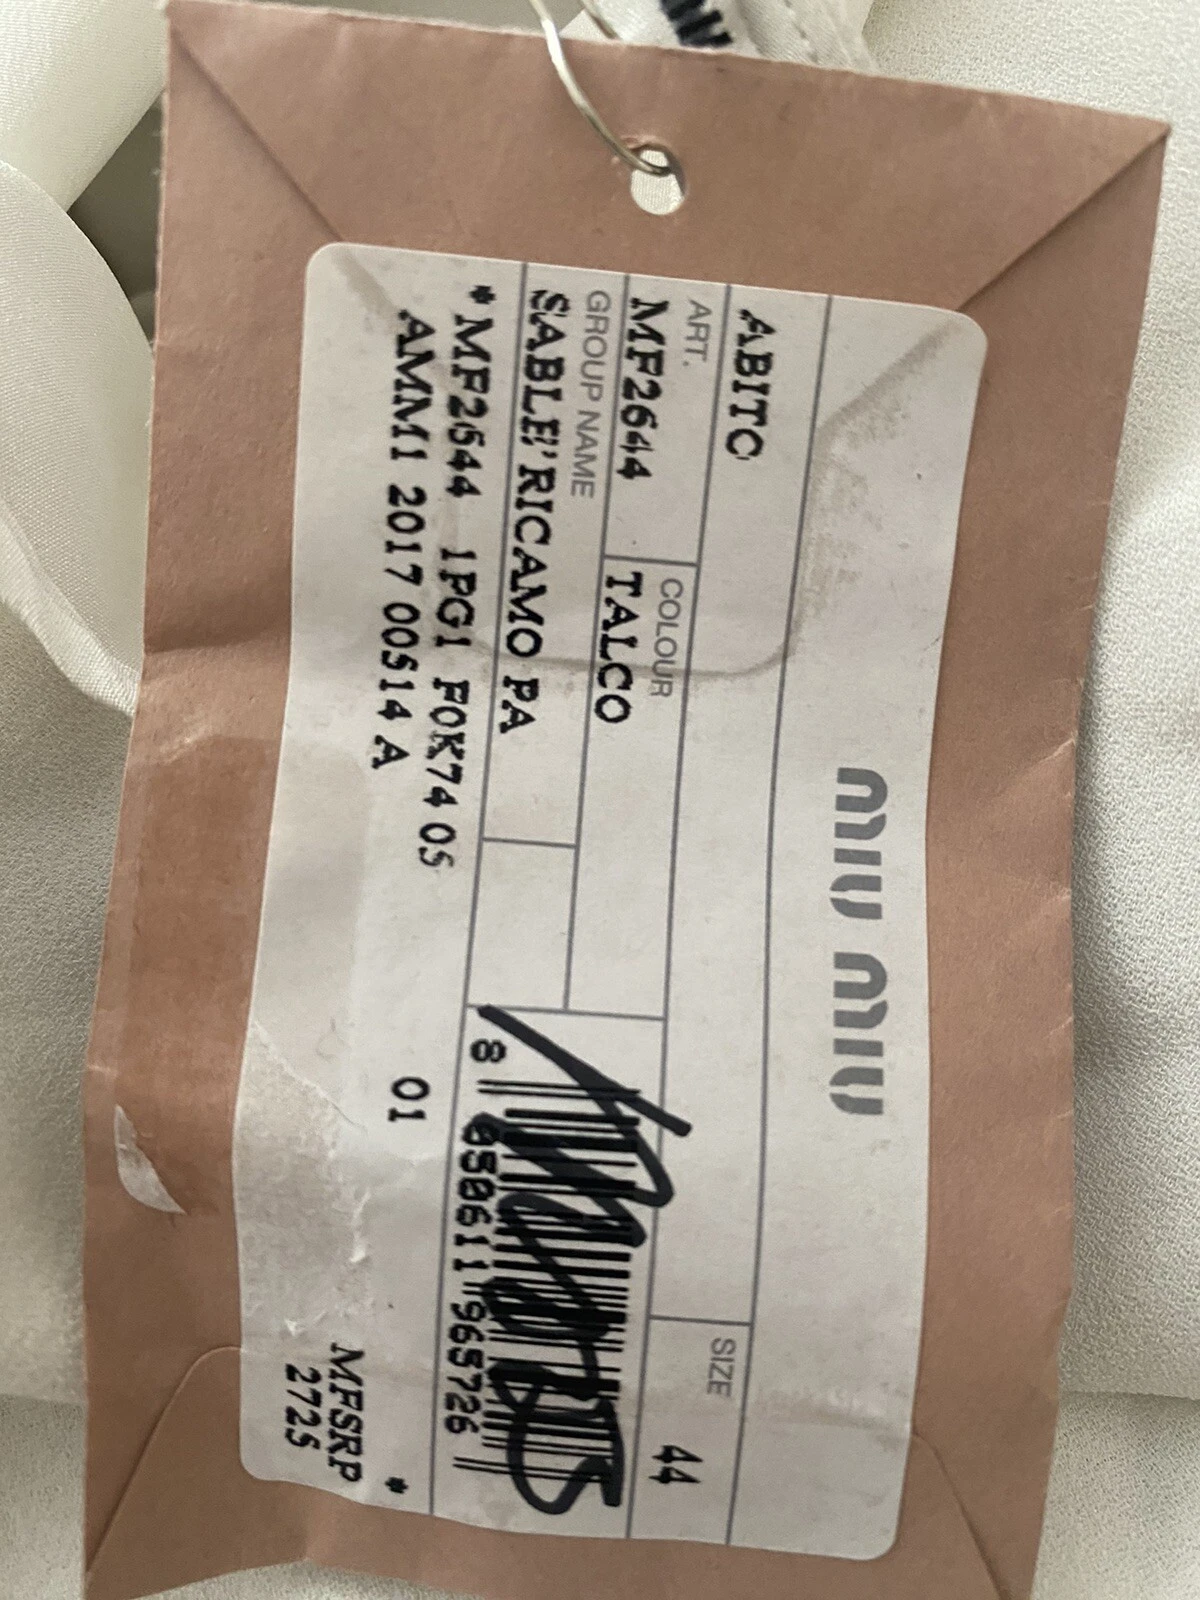 miu miu
ABITO
ART.
MF2644
COLOUR
TALCO
SIZE
44
GROUP NAME
SABLE'RICAMO PA
8 050611 965726
*MF2644 1PG1 F0K74 05
AMM1 2017 00514 A
01
*
MFSRP
2725